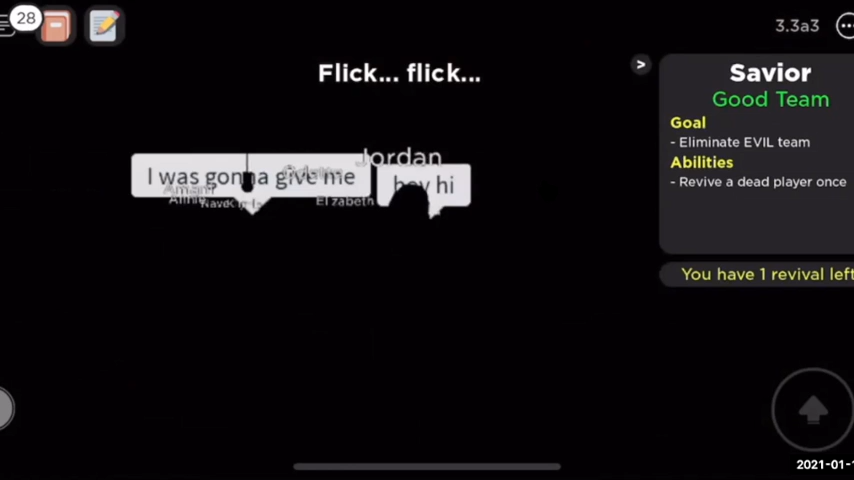 28
3.3a3
Flick... flick...
>
Savior
Good Team
Goal
- Eliminate EVIL team
Abilities
- Revive a dead player once
You have 1 revival left
Jordan
I was gonna give me
hey hi
Elizabeth
2021-01-1